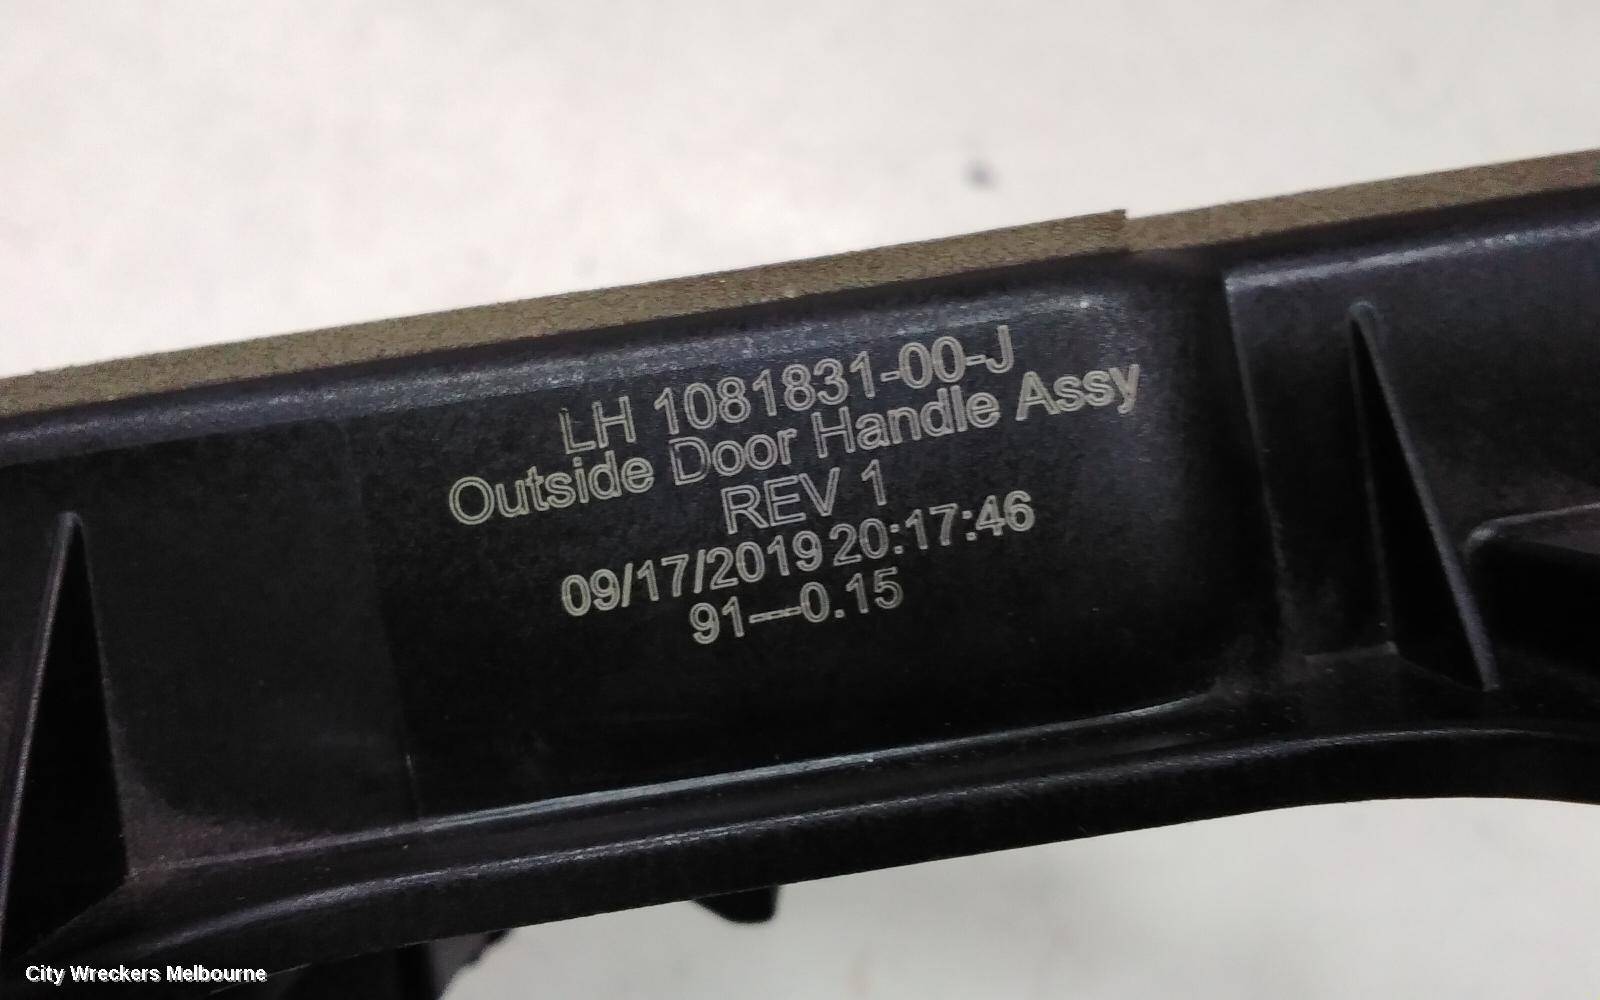 LH 1081831-00-J
Outside Door Handle Assy
REV 1
09/17/2019 20:17:46
91—0.15
City Wreckers Melbourne